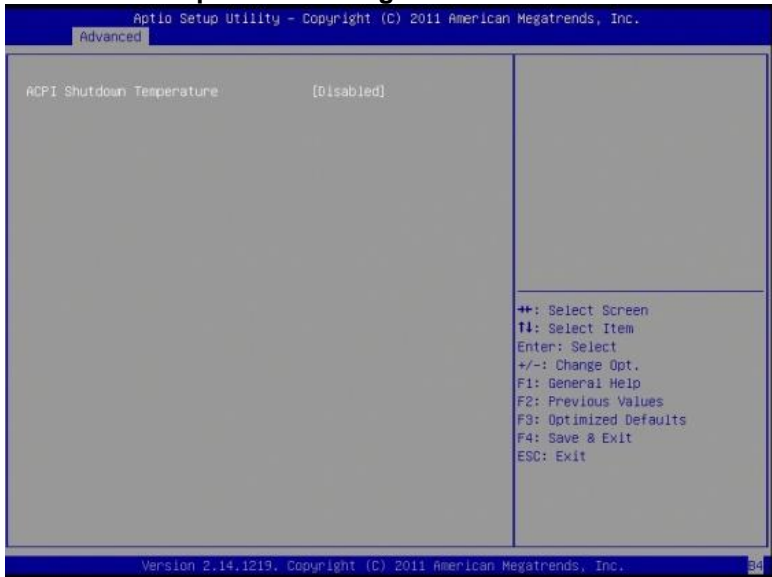 Aptio Setup Utility – Copyright (C) 2011 American Megatrends, Inc.
Advanced
ACPI Shutdown Temperature [Disabled]
→←: Select Screen
↑↓: Select Item
Enter: Select
+/-: Change Opt.
F1: General Help
F2: Previous Values
F3: Optimized Defaults
F4: Save & Exit
ESC: Exit
Version 2.14.1219. Copyright (C) 2011 American Megatrends, Inc.
B4